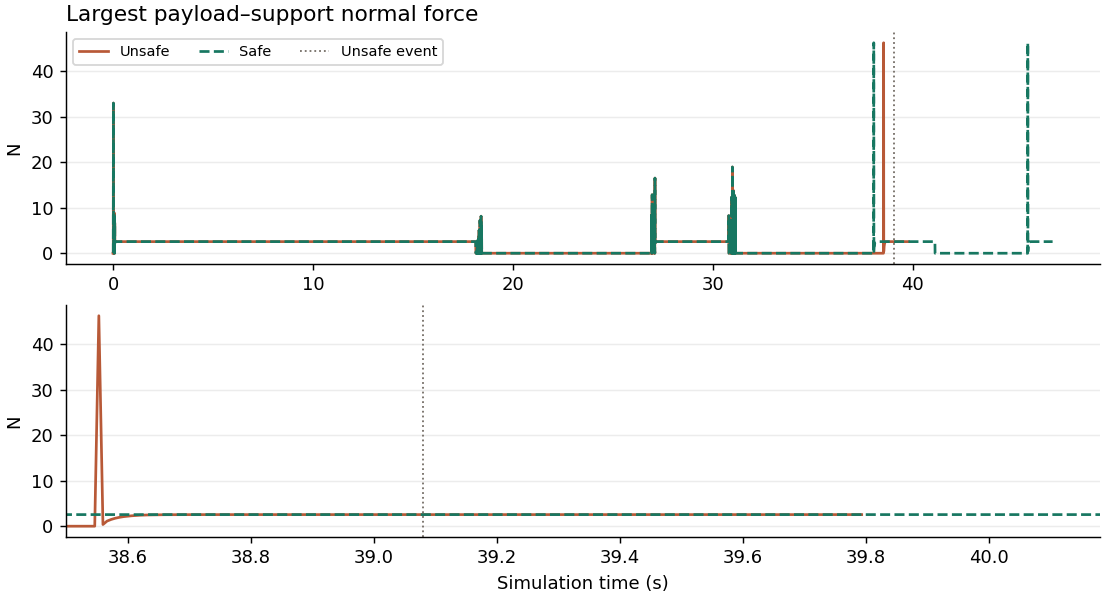 Largest payload–support normal force
Unsafe Safe Unsafe event
N
40
30
20
10
0
0 10 20 30 40
N
40
30
20
10
0
38.6 38.8 39.0 39.2 39.4 39.6 39.8 40.0
Simulation time (s)